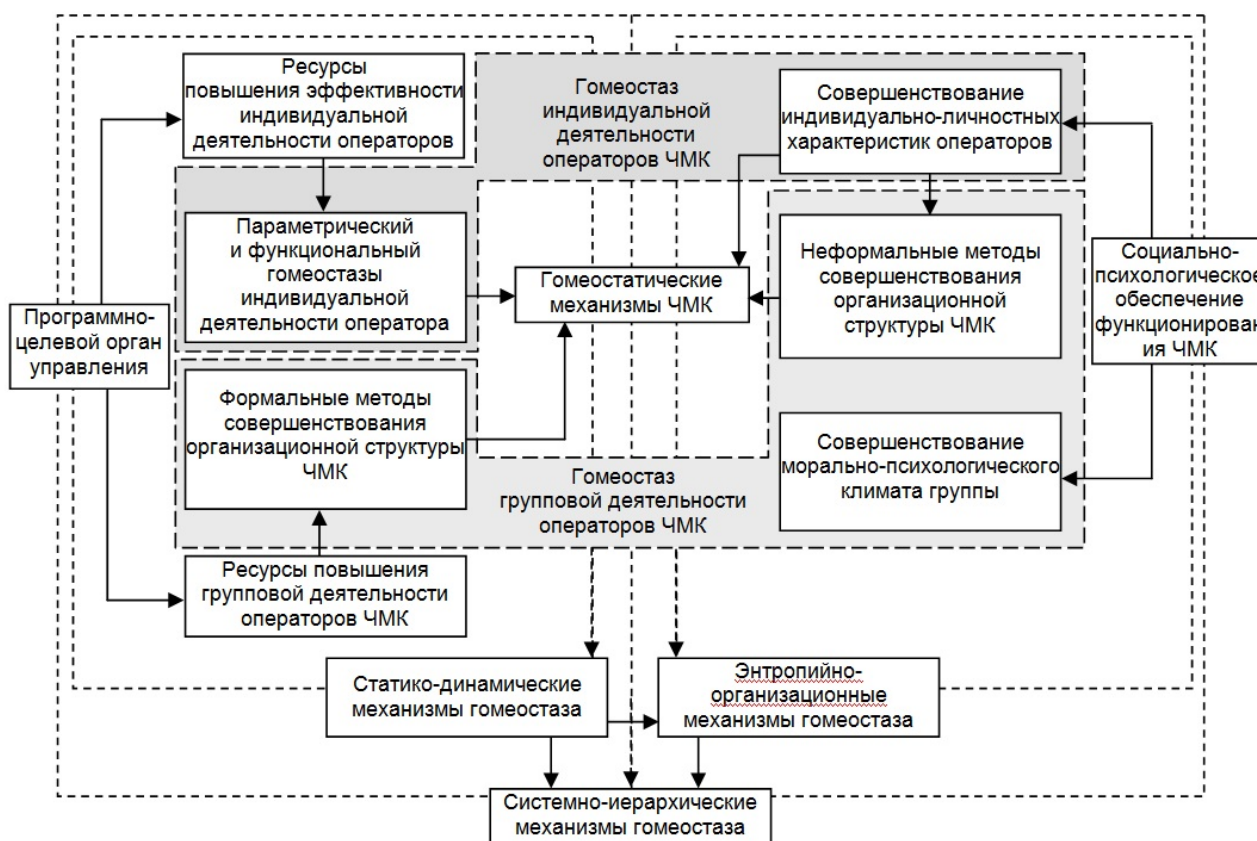 Ресурсы
повышения эффективности
индивидуальной
деятельности операторов
Гомеостаз
индивидуальной
деятельности
операторов ЧМК
Совершенствование
индивидуально-личностных
характеристик операторов
Параметрический
и функциональный
гомеостазы
индивидуальной
деятельности оператора
Гомеостатические
механизмы ЧМК
Неформальные методы
совершенствования
организационной
структуры ЧМК
Социально-
психологическое
обеспечение
функционирован
ия ЧМК
Программно-
целевой орган
управления
Формальные методы
совершенствования
организационной структуры
ЧМК
Совершенствование
морально-психологического
климата группы
Гомеостаз
групповой деятельности
операторов ЧМК
Ресурсы повышения
групповой деятельности
операторов ЧМК
Статико-динамические
механизмы гомеостаза
Энтропийно-
организационные
механизмы гомеостаза
Системно-иерархические
механизмы гомеостаза